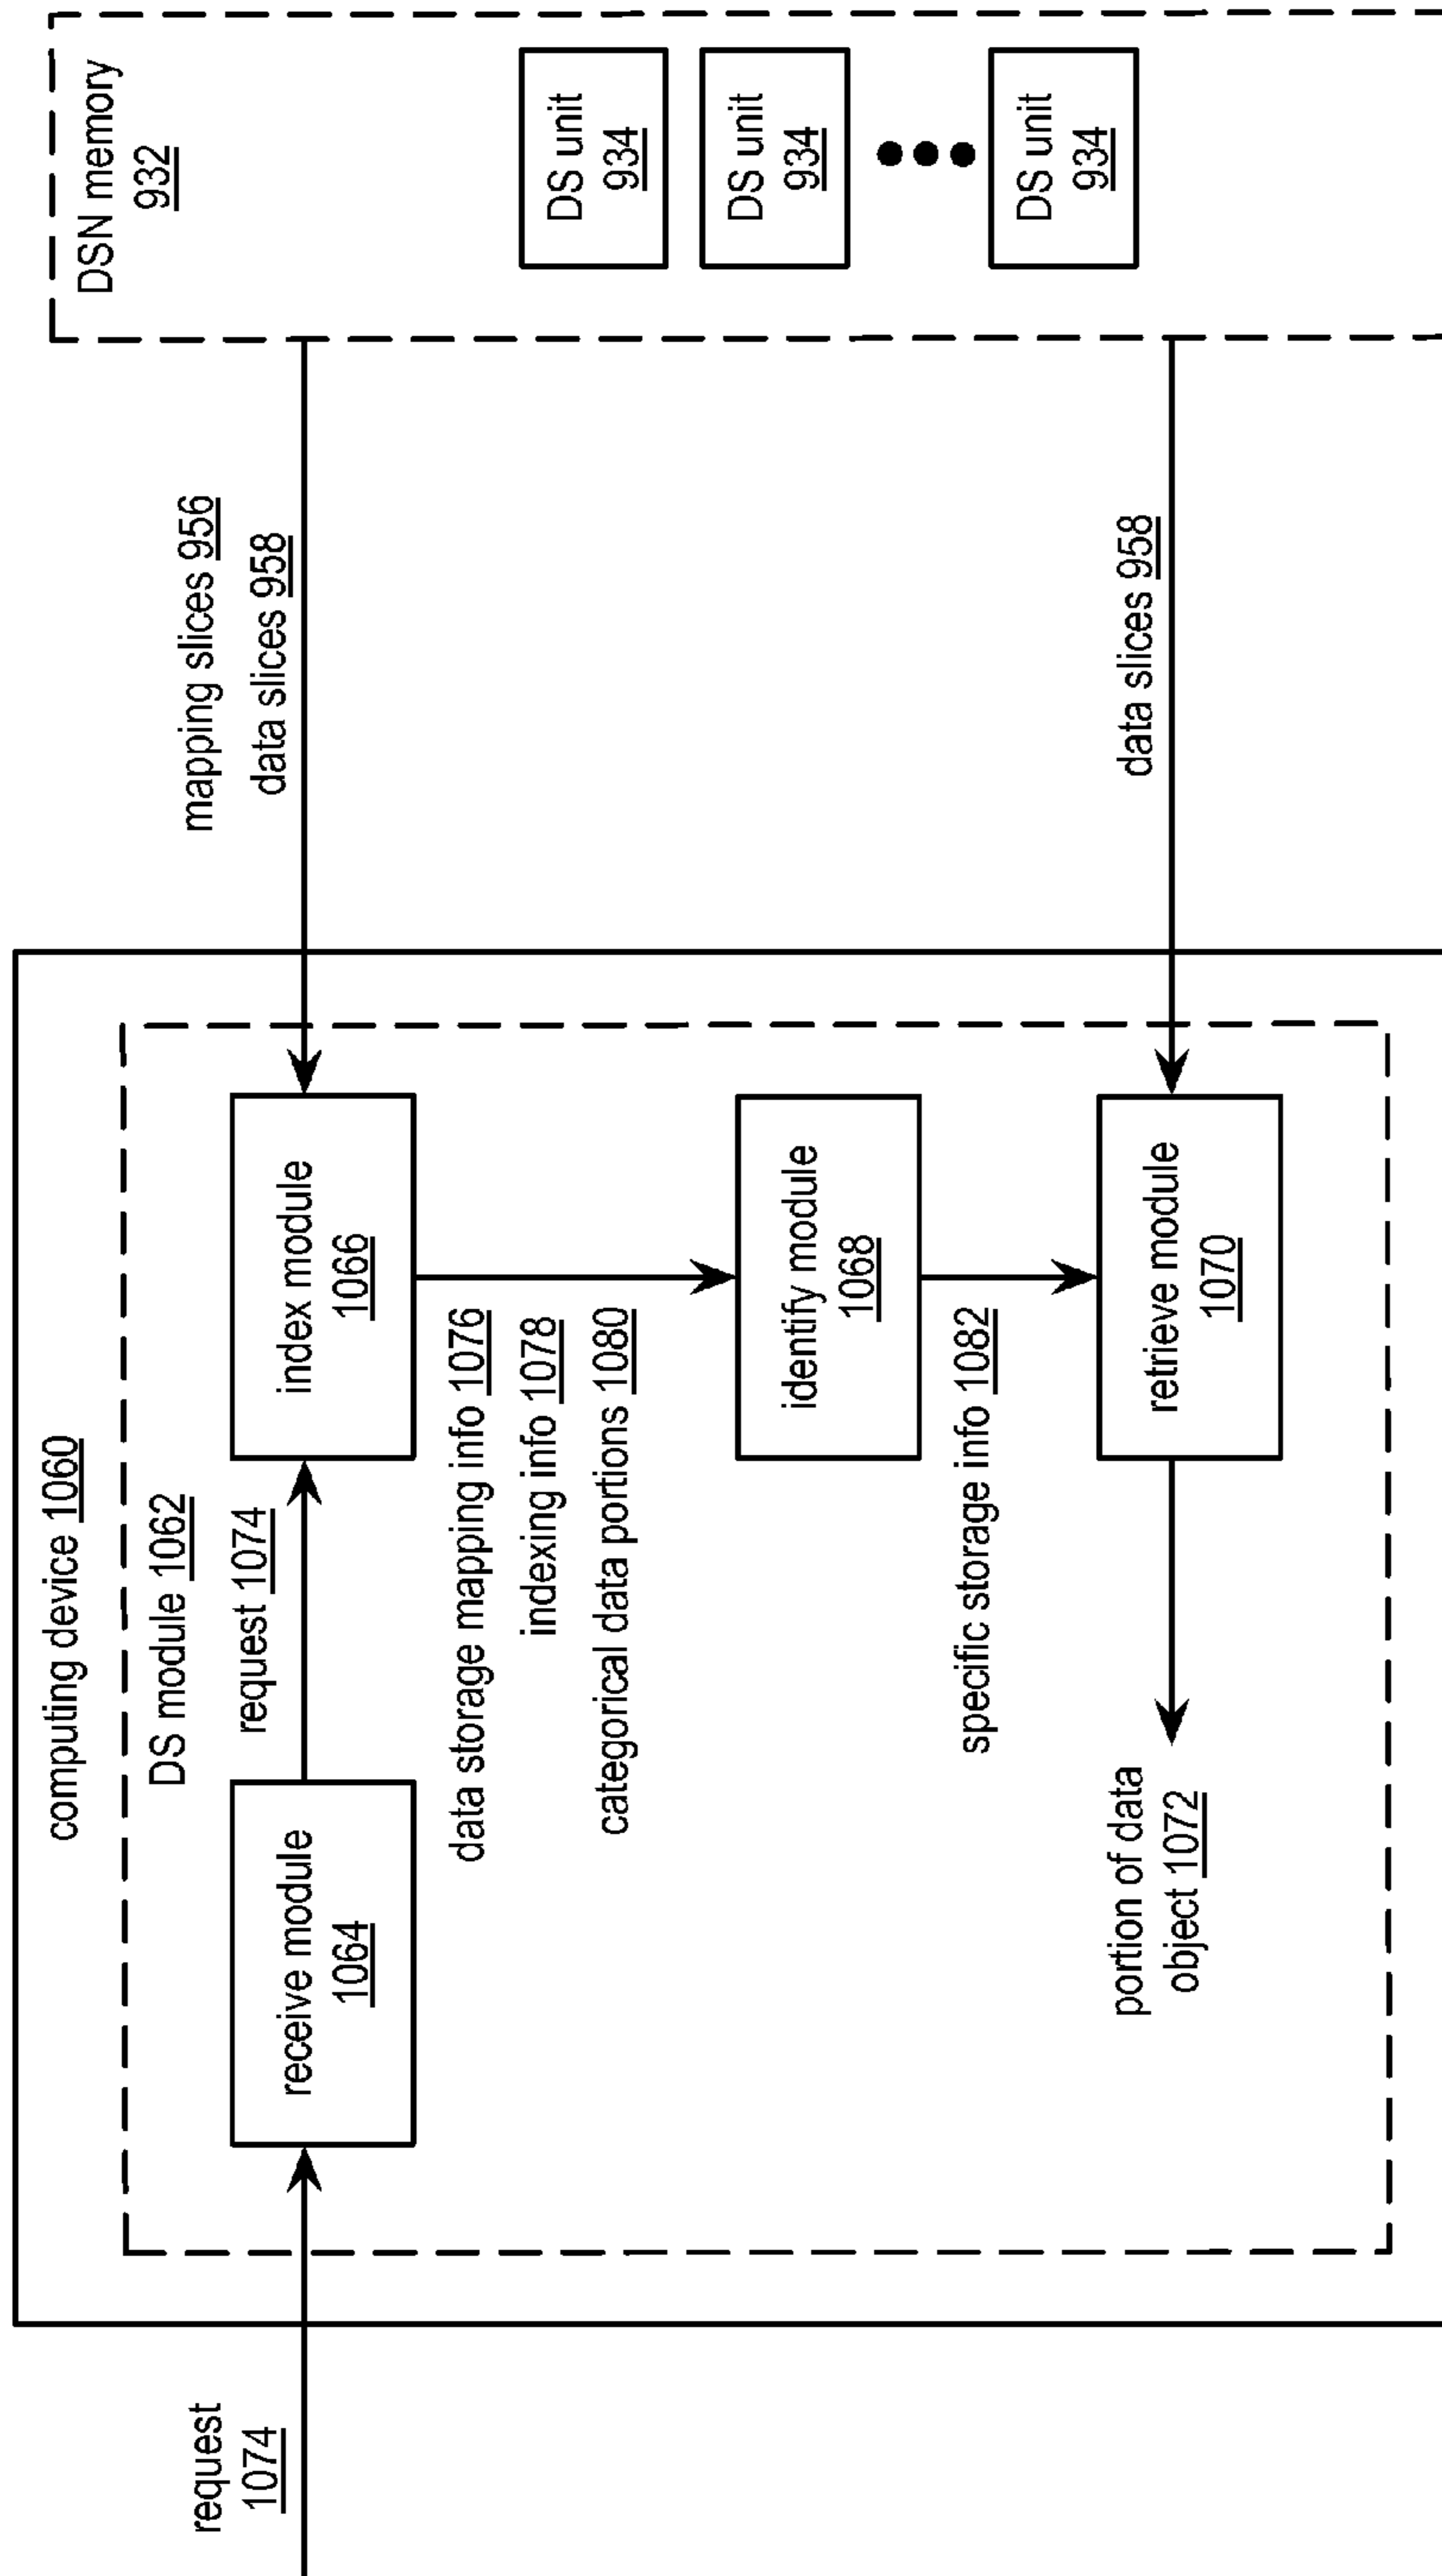 computing device 1060
DS module 1062
request
1074
receive module
1064
request 1074
index module
1066
mapping slices 956
data slices 958
DSN memory
932
data storage mapping info 1076
indexing info 1078
categorical data portions 1080
identify module
1068
DS unit
934
DS unit
934
DS unit
934
specific storage info 1082
portion of data
object 1072
retrieve module
1070
data slices 958